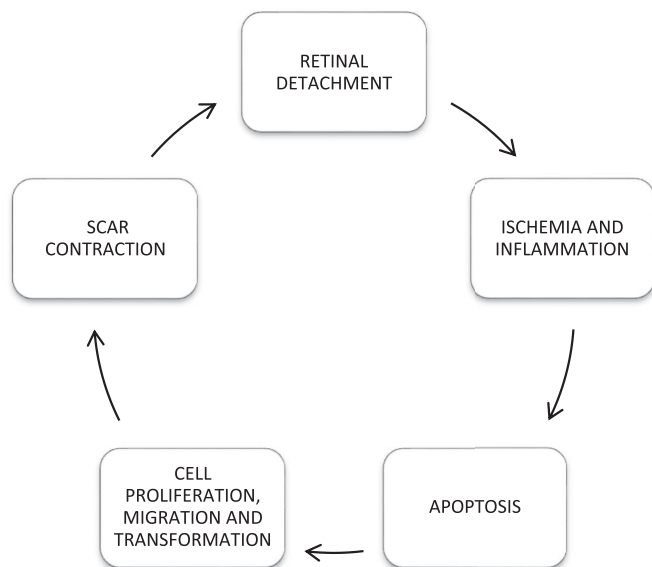 RETINAL
DETACHMENT
ISCHEMIA AND
INFLAMMATION
APOPTOSIS
CELL
PROLIFERATION,
MIGRATION AND
TRANSFORMATION
SCAR
CONTRACTION